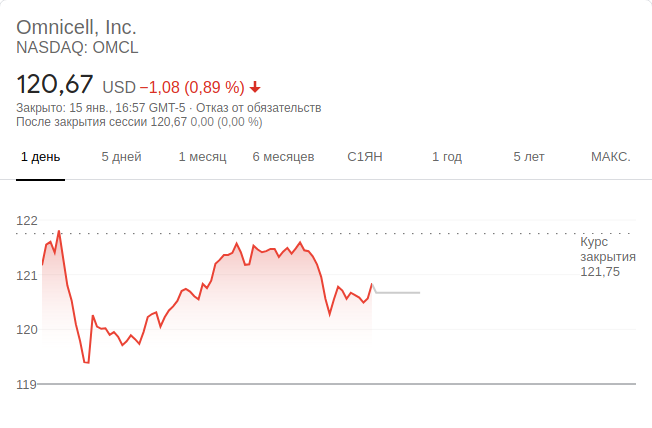 Omnicell, Inc.
NASDAQ: OMCL
120,67 USD −1,08 (0,89 %)
Закрыто: 15 янв., 16:57 GMT-5 · Отказ от обязательств
После закрытия сессии 120,67 0,00 (0,00 %)
1 день 5 дней 1 месяц 6 месяцев С1ЯН 1 год 5 лет МАКС.
122
Курс
закрытия
121,75
121
120
119